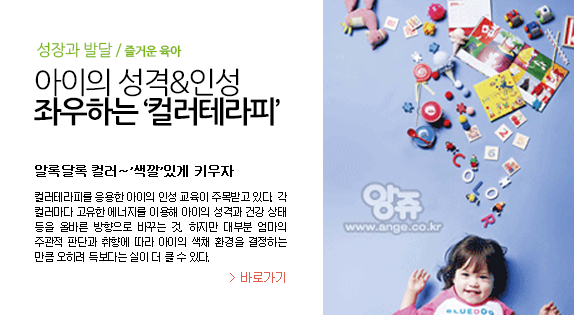 성장과 발달 / 즐거운 육아
아이의 성격&인성
좌우하는 ‘컬러테라피’
알록달록 컬러~‘색깔’있게 키우자
컬러테라피를 응용한 아이의 인성 교육이 주목받고 있다. 각
컬러마다 고유한 에너지를 이용해 아이의 성격과 건강 상태
등을 올바른 방향으로 바꾸는 것. 하지만 대부분 엄마의
주관적 판단과 취향에 따라 아이의 색채 환경을 결정하는
만큼 오히려 득보다는 실이 더 클 수 있다.
> 바로가기
COLOR
앙쥬
www.ange.co.kr
BLUEDOG